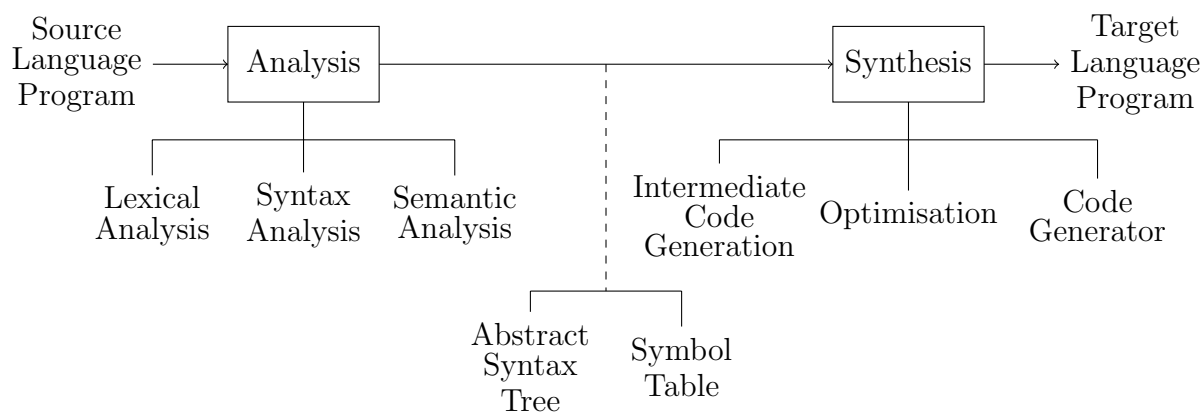 Source
Language
Program
Analysis
Synthesis
Target
Language
Program
Lexical
Analysis
Syntax
Analysis
Semantic
Analysis
Intermediate
Code
Generation
Optimisation
Code
Generator
Abstract
Syntax
Tree
Symbol
Table